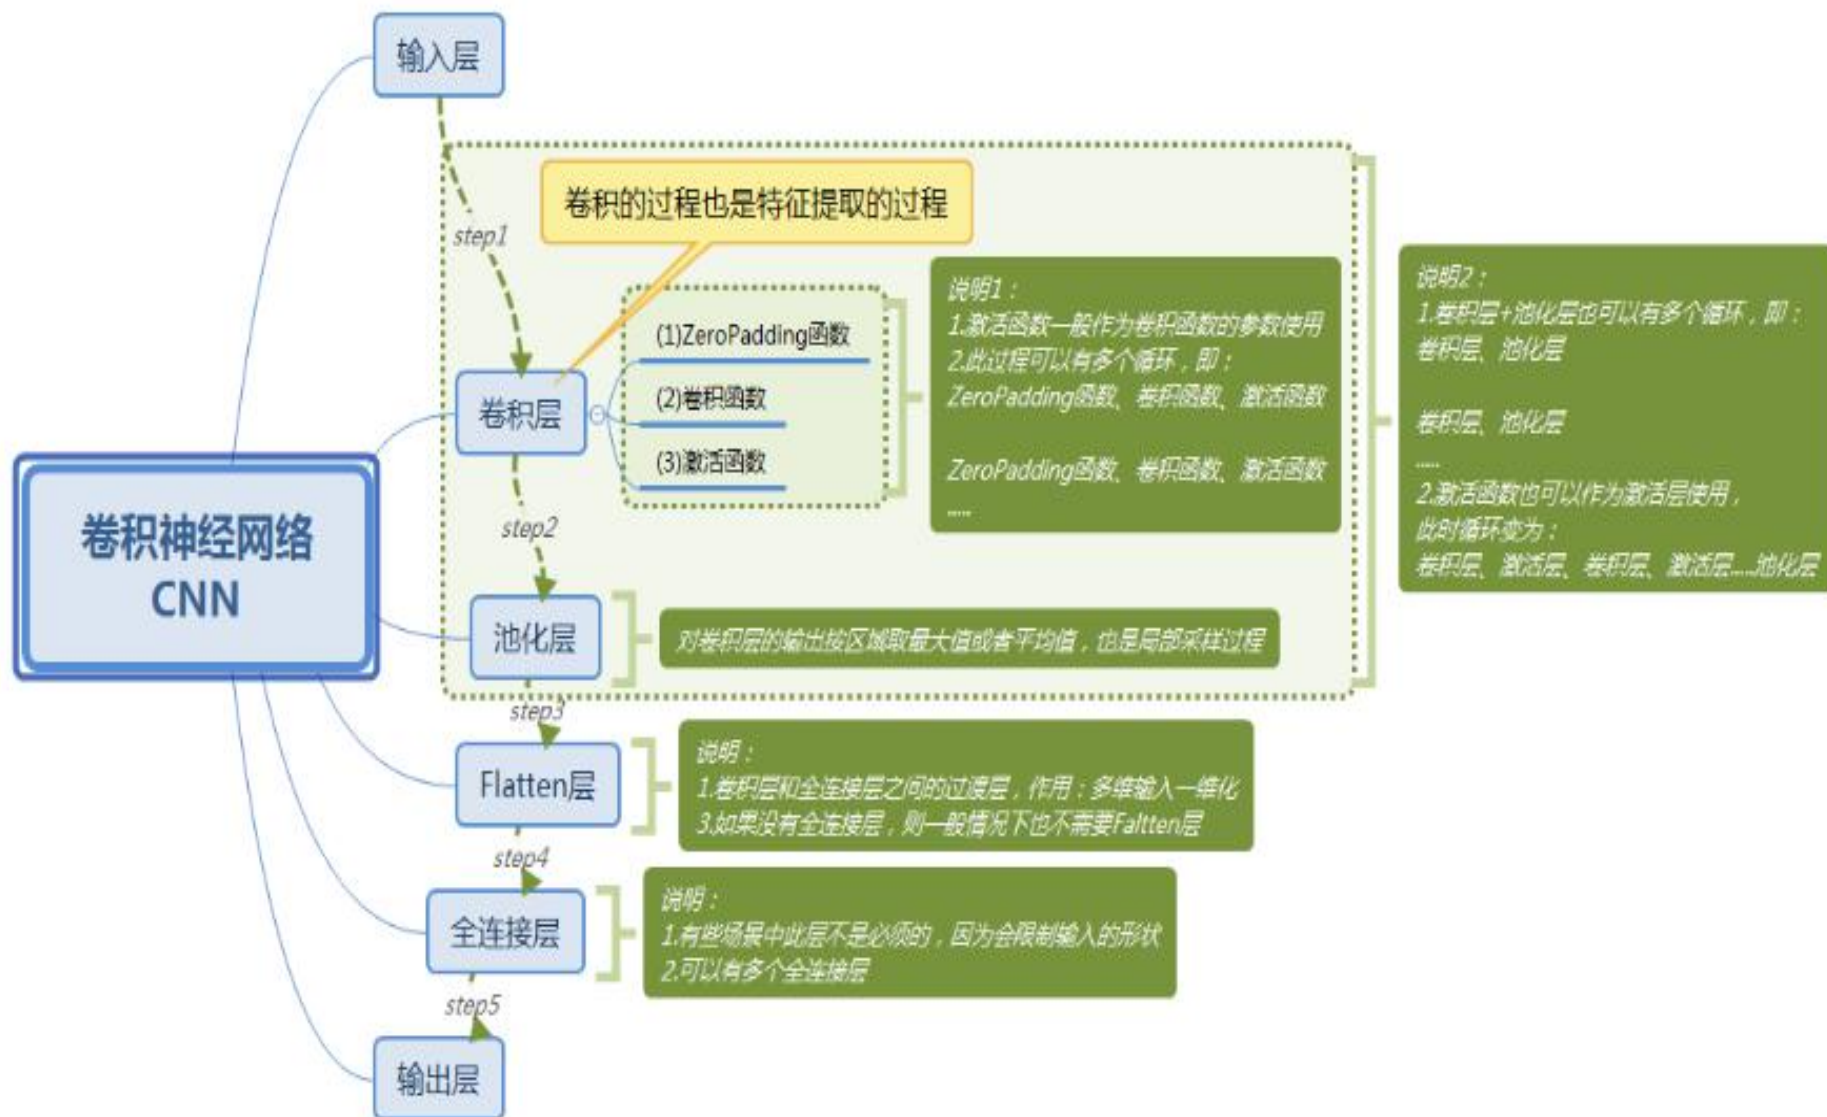 输入层
step1
卷积的过程也是特征提取的过程
卷积层
(1)ZeroPadding函数
(2)卷积函数
(3)激活函数
说明1：
1.激活函数一般作为卷积函数的参数使用
2.此过程可以有多个循环，即：
ZeroPadding函数、卷积函数、激活函数
ZeroPadding函数、卷积函数、激活函数
......
说明2：
1.卷积层+池化层也可以有多个循环，即：
卷积层、池化层
卷积层、池化层
......
2.激活函数也可以作为激活层使用，
此时循环变为：
卷积层、激活层、卷积层、激活层......池化层
卷积神经网络
CNN
step2
池化层
对卷积层的输出按区域取最大值或者平均值，也是局部采样过程
step3
Flatten层
说明：
1.卷积层和全连接层之间的过渡层，作用：多维输入一维化
3.如果没有全连接层，则一般情况下也不需要Faltten层
step4
全连接层
说明：
1.有些场景中此层不是必须的，因为会限制输入的形状
2.可以有多个全连接层
step5
输出层